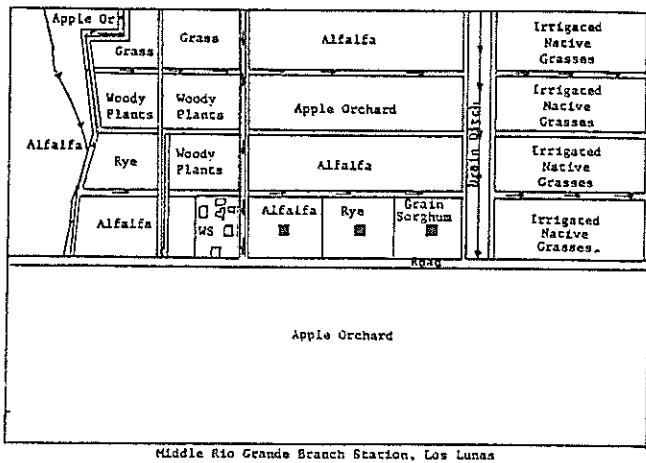 Apple Or
Grass
Grass
Alfalfa
Irrigated
Native
Grasses
Woody
Plants
Woody
Plants
Apple Orchard
Irrigated
Native
Grasses
Alfalfa
Rye
Woody
Plants
Alfalfa
Drain Ditch
Irrigated
Native
Grasses
Alfalfa
WS
Alfalfa
Rye
Grain
Sorghum
Irrigated
Native
Grasses.
Road
Apple Orchard
Middle Rio Grande Branch Station, Los Lunas